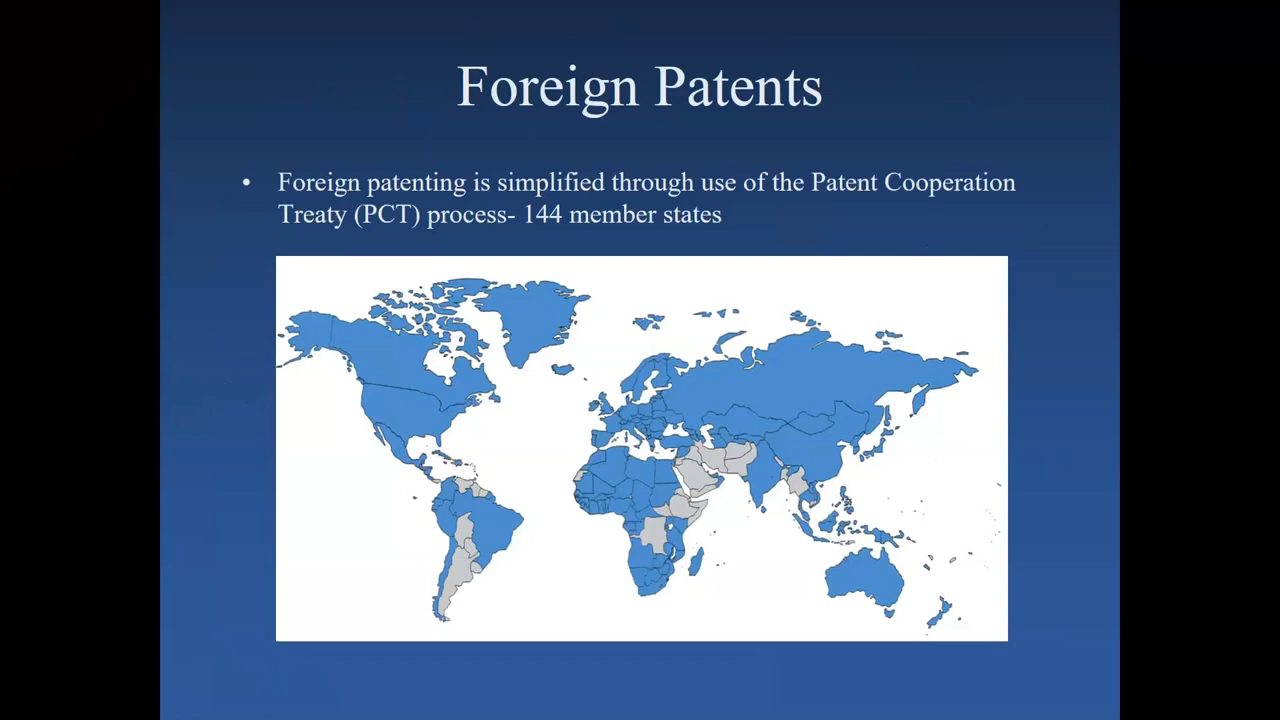 Foreign Patents
• Foreign patenting is simplified through use of the Patent Cooperation
Treaty (PCT) process- 144 member states